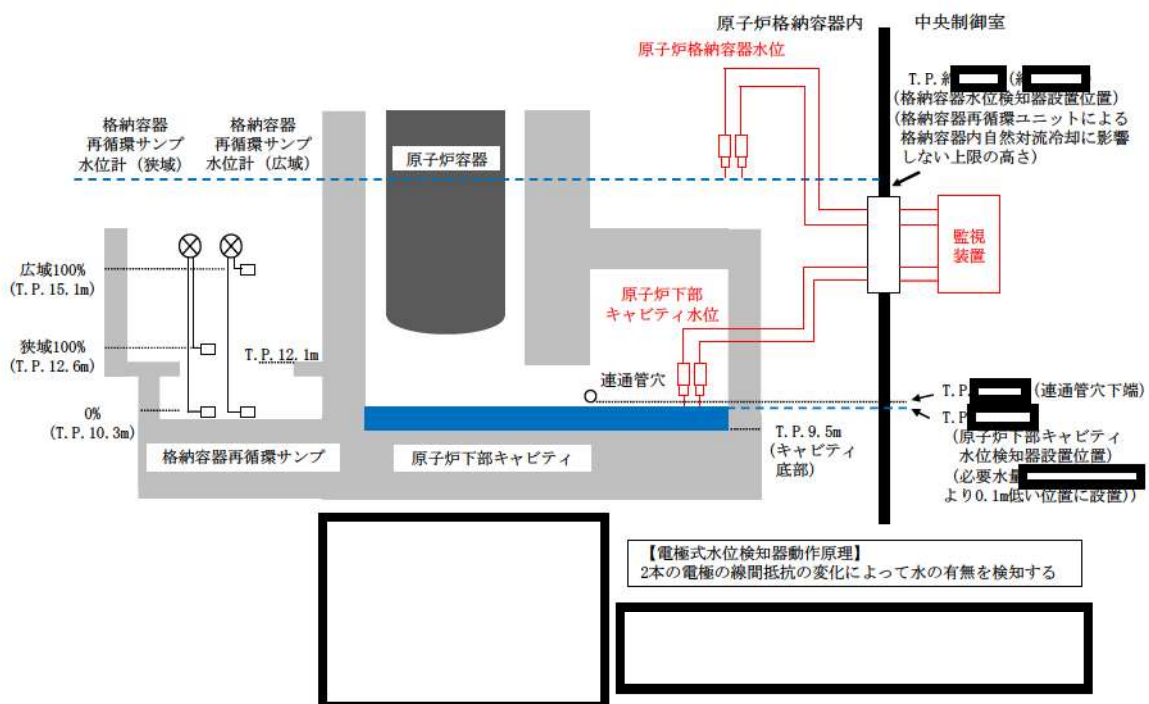 原子炉格納容器内
中央制御室
原子炉格納容器水位
T.P.約
(格納容器水位検知器設置位置)
(格納容器再循環ユニットによる
格納容器内自然対流冷却に影響
しない上限の高さ)
格納容器
再循環サンプ
水位計（狭域）
格納容器
再循環サンプ
水位計（広域）
原子炉容器
監視
装置
広域100%
(T.P.15.1m)
原子炉下部
キャビティ水位
狭域100%
(T.P.12.6m)
T.P.12.1m
連通管穴
T.P. (連通管穴下端)
0%
(T.P.10.3m)
T.P
(原子炉下部キャビティ
水位検知器設置位置)
(必要水量
より0.1m低い位置に設置))
T.P.9.5m
(キャビティ
底部)
格納容器再循環サンプ
原子炉下部キャビティ
【電極式水位検知器動作原理】
2本の電極の線間抵抗の変化によって水の有無を検知する